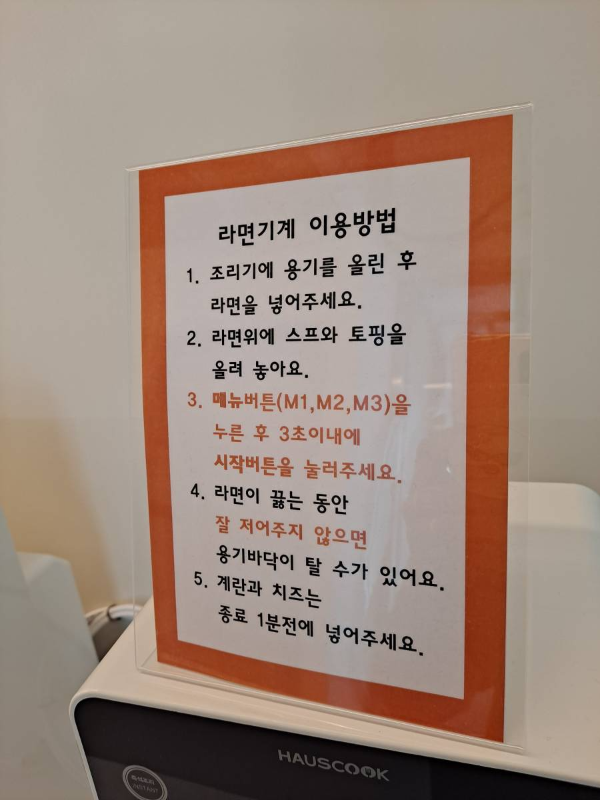 라면기계 이용방법
1. 조리기에 용기를 올린 후
라면을 넣어주세요.
2. 라면위에 스프와 토핑을
올려 놓아요.
3. 메뉴버튼(M1,M2,M3)을
누른 후 3초이내에
시작버튼을 눌러주세요.
4. 라면이 끓는 동안
잘 저어주지 않으면
용기바닥이 탈 수가 있어요.
5. 계란과 치즈는
종료 1분전에 넣어주세요.
HAUSCOOK
즉석조리
INSTANT